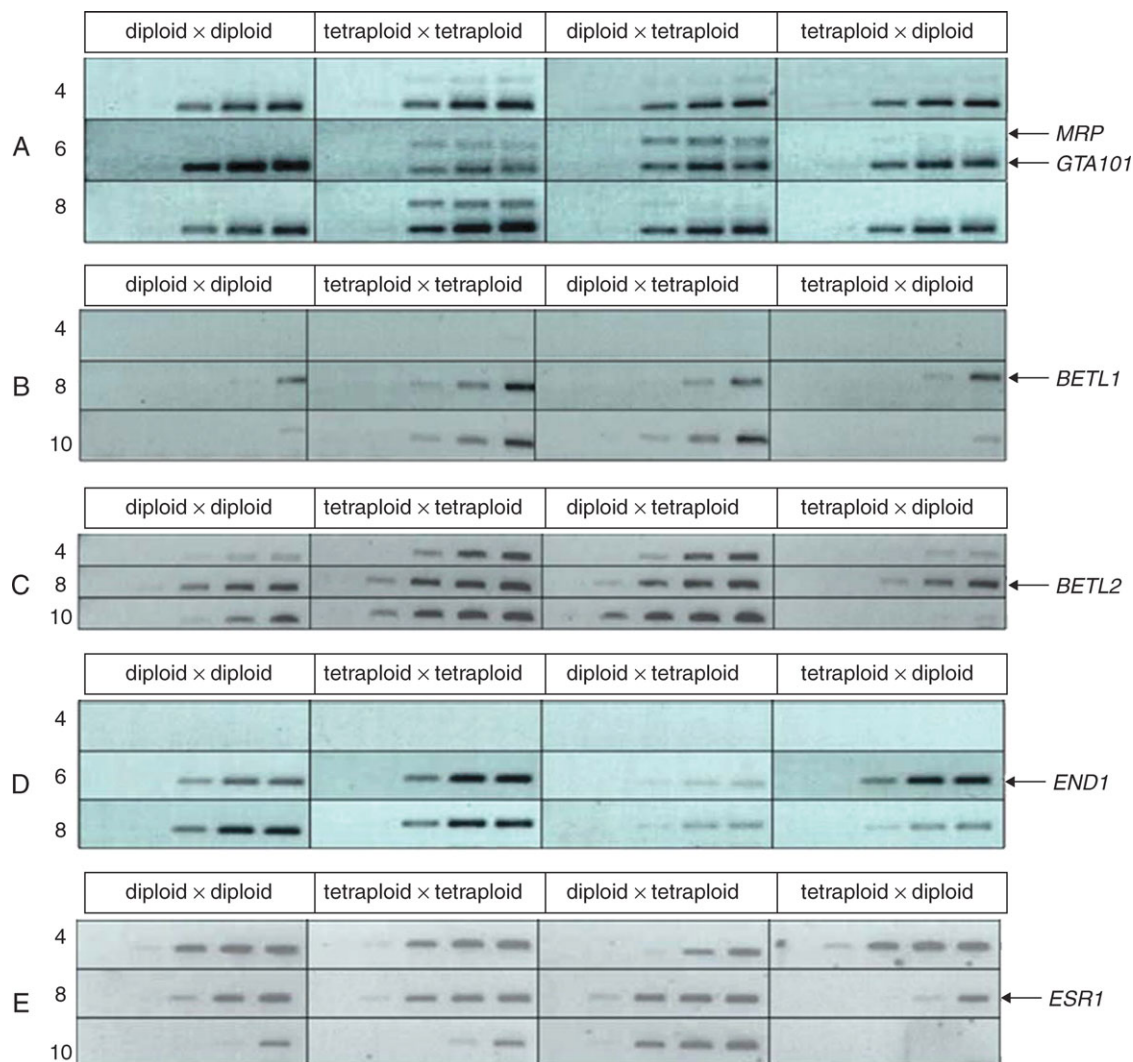 diploid × diploid tetraploid × tetraploid diploid × tetraploid tetraploid × diploid
4
A 6 MRP
GTA101
8
diploid × diploid tetraploid × tetraploid diploid × tetraploid tetraploid × diploid
4
B 8 BETL1
10
diploid × diploid tetraploid × tetraploid diploid × tetraploid tetraploid × diploid
4
C 8 BETL2
10
diploid × diploid tetraploid × tetraploid diploid × tetraploid tetraploid × diploid
4
D 6 END1
8
diploid × diploid tetraploid × tetraploid diploid × tetraploid tetraploid × diploid
4
E 8 ESR1
10